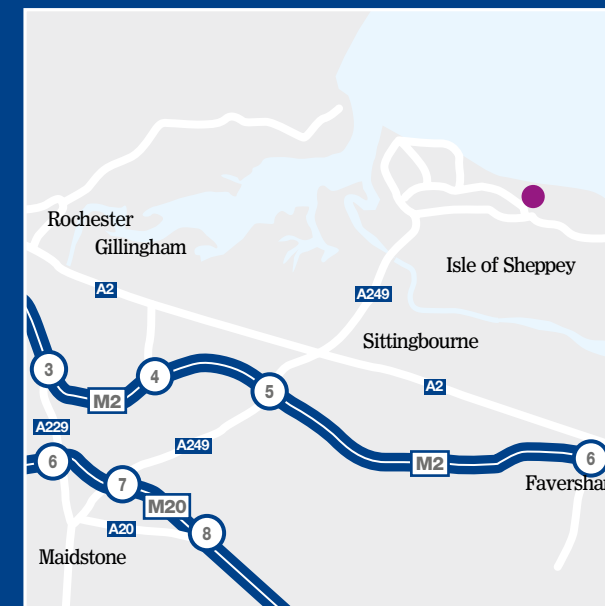 Rochester
Gillingham
Isle of Sheppey
A2
A249
Sittingbourne
3
4
5
A2
M2
A229
A249
6
M2
6
7
Faversha
M20
A20
8
Maidstone